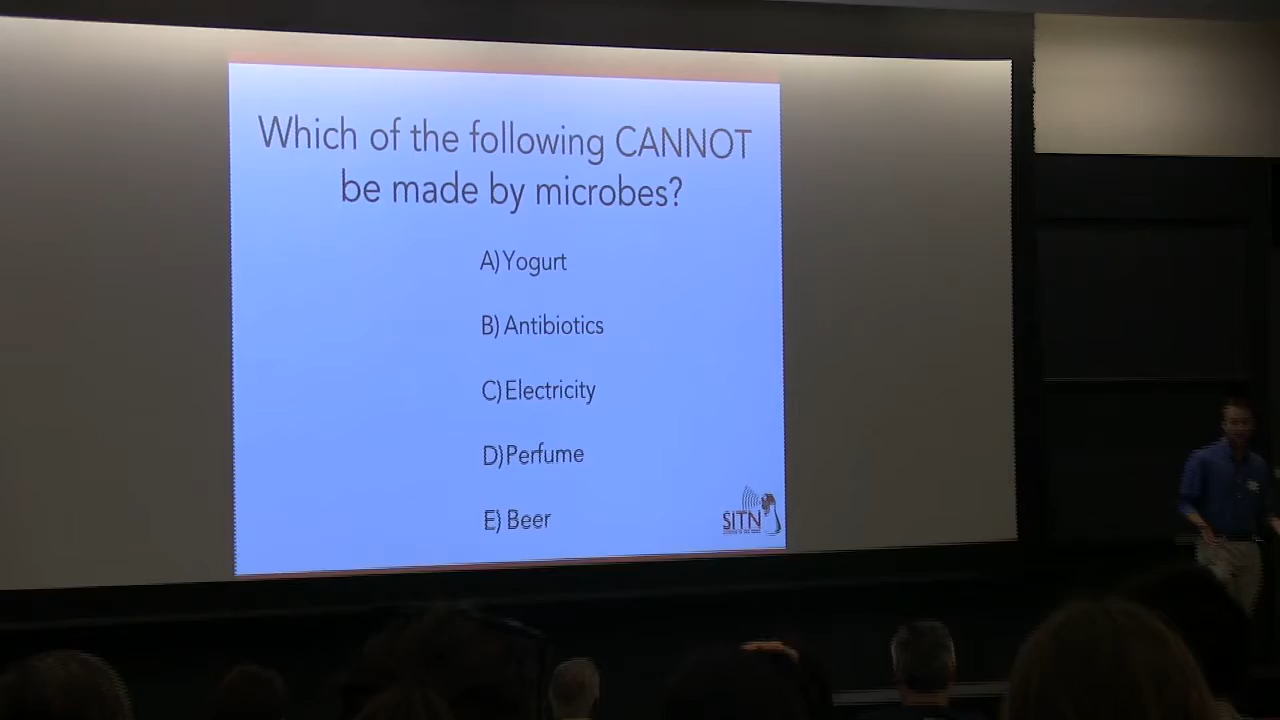 Which of the following CANNOT
be made by microbes?
A) Yogurt
B) Antibiotics
C) Electricity
D) Perfume
E) Beer
SITN